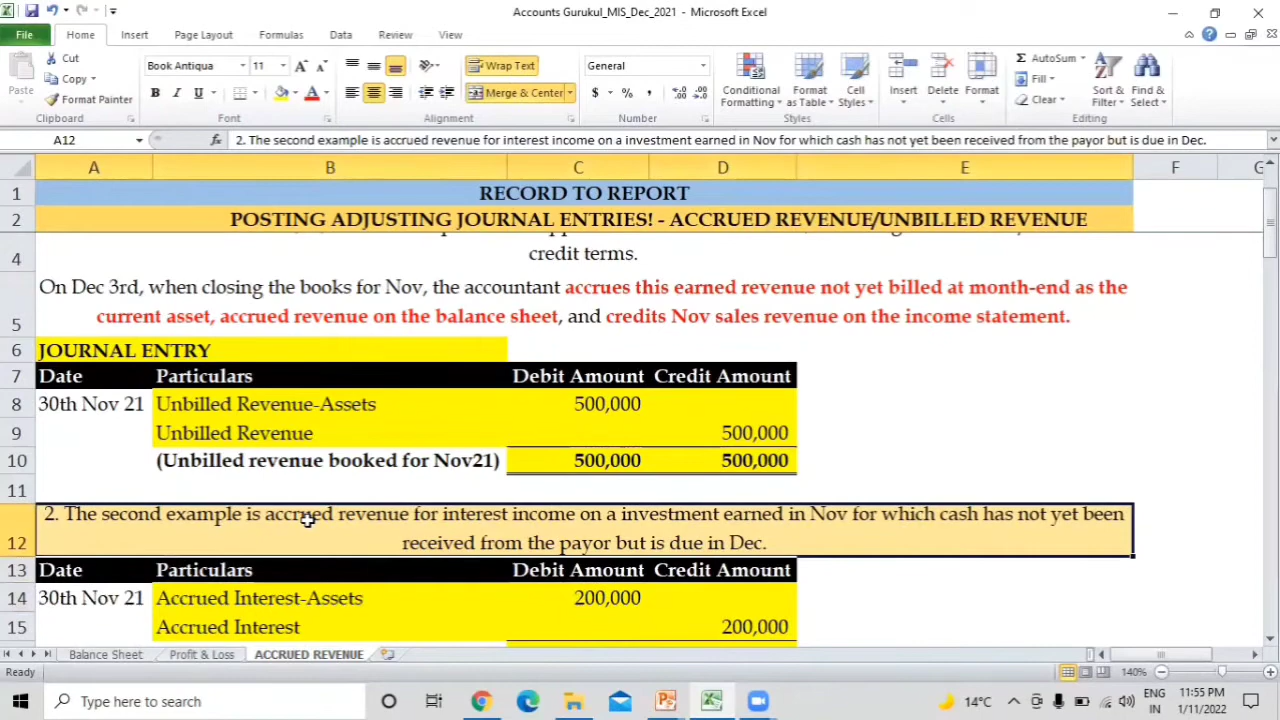 Accounts Gurukul_MIS_Dec_2021 - Microsoft Excel
File Home Insert Page Layout Formulas Data Review View
Cut
Copy
Format Painter
Paste
Clipboard
Book Antiqua 11
B I U
Font
Wrap Text
Merge & Center
Alignment
General
$ % ,
Number
Conditional Formatting
Format as Table
Cell Styles
Styles
Insert Delete Format
Cells
Σ AutoSum
Fill
Clear
Sort & Filter
Find & Select
Editing
A12 fx 2. The second example is accrued revenue for interest income on a investment earned in Nov for which cash has not yet been received from the payor but is due in Dec.
A B C D E F G
1 RECORD TO REPORT
2 POSTING ADJUSTING JOURNAL ENTRIES! - ACCRUED REVENUE/UNBILLED REVENUE
4 credit terms.
On Dec 3rd, when closing the books for Nov, the accountant accrues this earned revenue not yet billed at month-end as the
5 current asset, accrued revenue on the balance sheet, and credits Nov sales revenue on the income statement.
6 JOURNAL ENTRY
7 Date Particulars Debit Amount Credit Amount
8 30th Nov 21 Unbilled Revenue-Assets 500,000
9 Unbilled Revenue 500,000
10 (Unbilled revenue booked for Nov21) 500,000 500,000
11
2. The second example is accrued revenue for interest income on a investment earned in Nov for which cash has not yet been
12 received from the payor but is due in Dec.
13 Date Particulars Debit Amount Credit Amount
14 30th Nov 21 Accrued Interest-Assets 200,000
15 Accrued Interest 200,000
Balance Sheet Profit & Loss ACCRUED REVENUE
Ready 140%
Type here to search 14°C ENG 11:55 PM
IN 1/11/2022